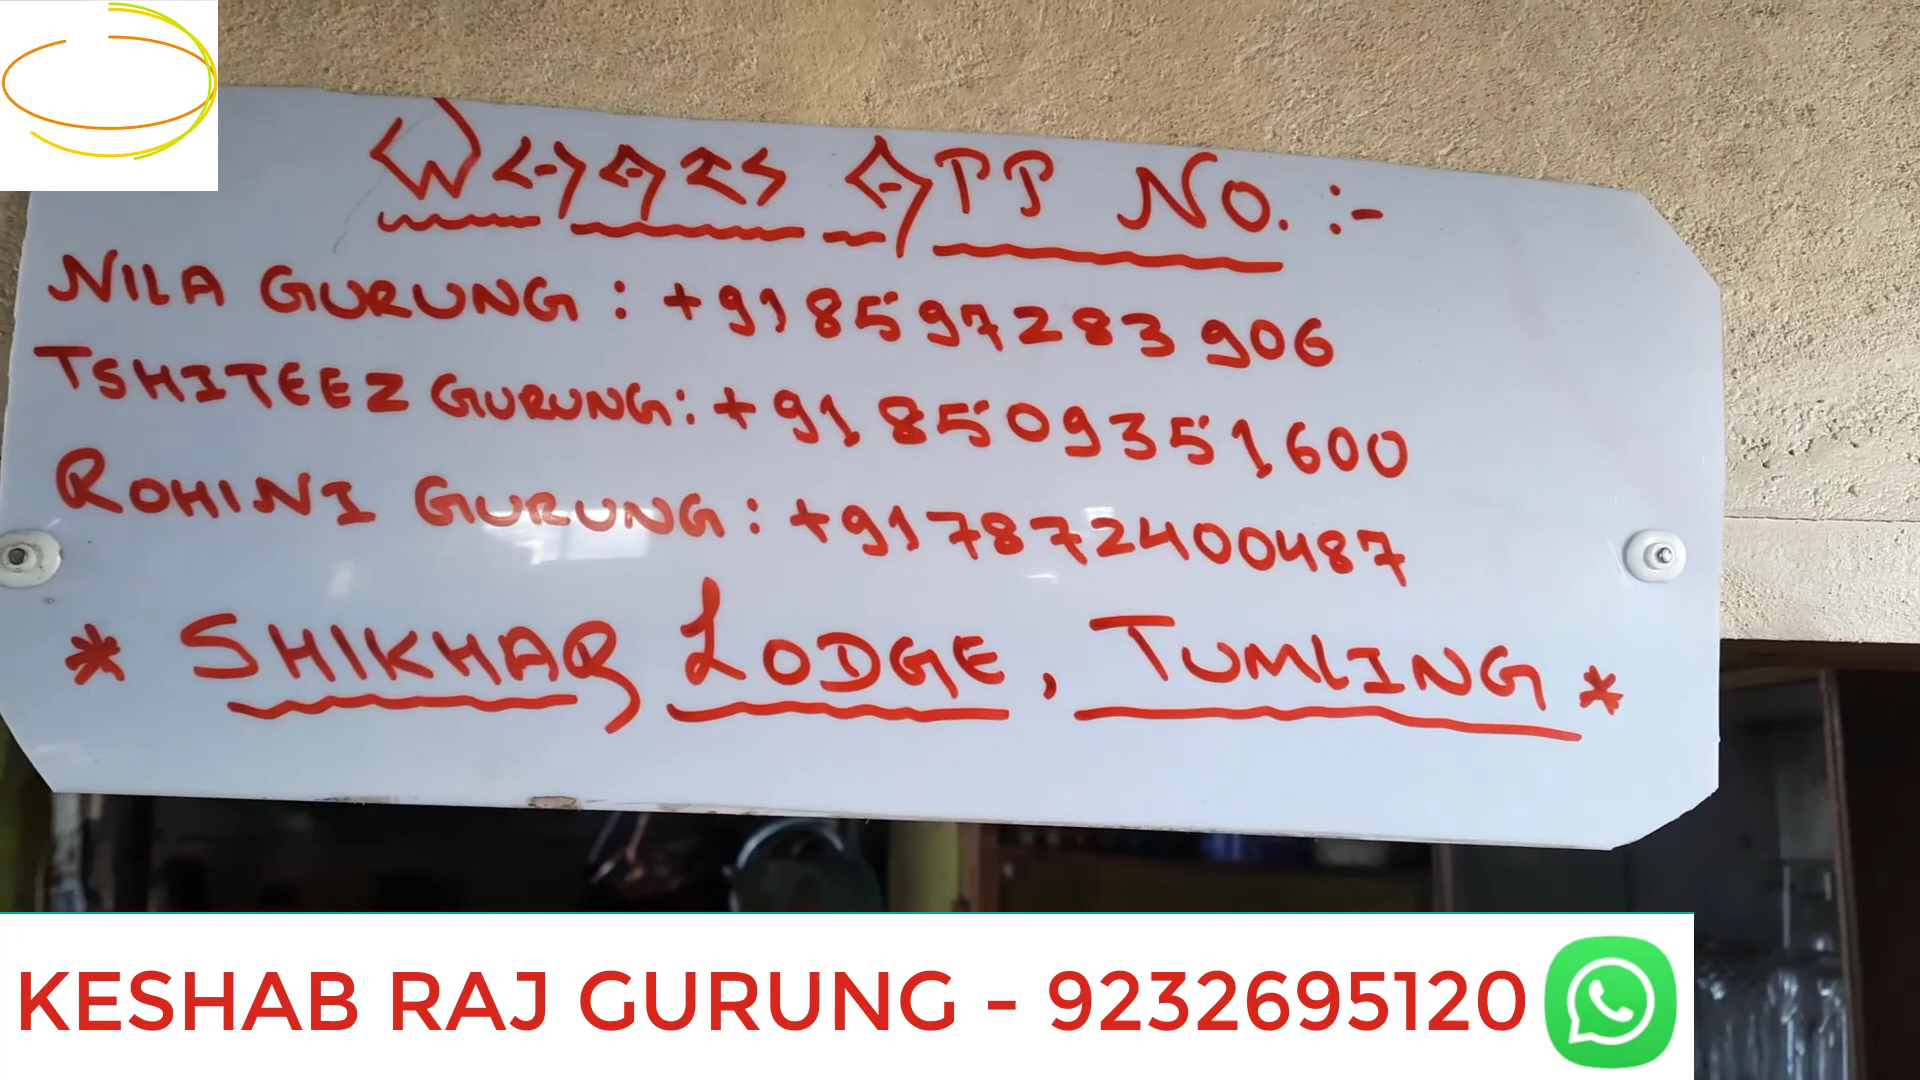 WHATS APP NO. :-
NILA GURUNG : +918597283906
TSHITEEZ GURUNG : +918509351600
ROHINI GURUNG : +917872400487
* SHIKHAR LODGE, TUMLING *
KESHAB RAJ GURUNG - 9232695120